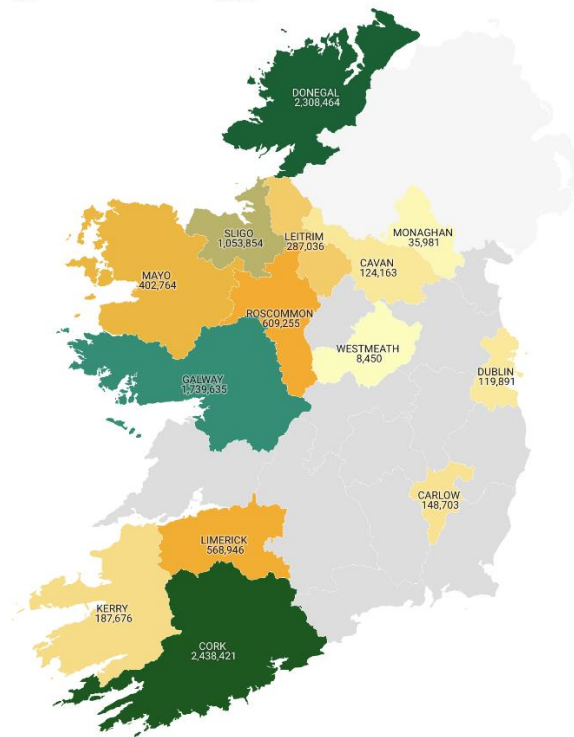 DONEGAL
2,308,464
SLIGO
1,053,854
LEITRIM
287,036
MONAGHAN
35,981
CAVAN
124,163
MAYO
402,764
ROSCOMMON
609,255
WESTMEATH
8,450
DUBLIN
119,891
GALWAY
1,739,635
CARLOW
148,703
LIMERICK
568,946
KERRY
187,676
CORK
2,438,421